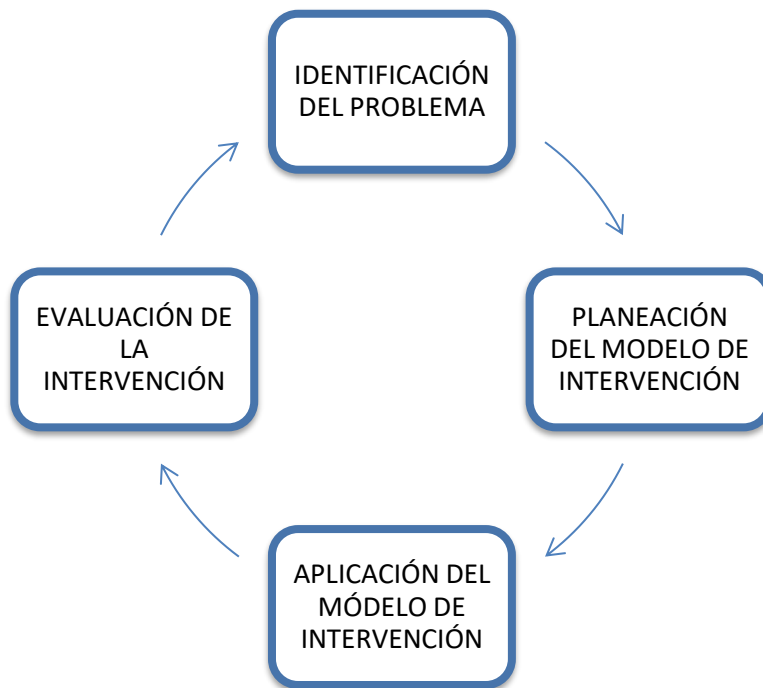 IDENTIFICACIÓN
DEL PROBLEMA
PLANEACIÓN
DEL MODELO DE
INTERVENCIÓN
APLICACIÓN DEL
MÓDELO DE
INTERVENCIÓN
EVALUACIÓN DE
LA
INTERVENCIÓN